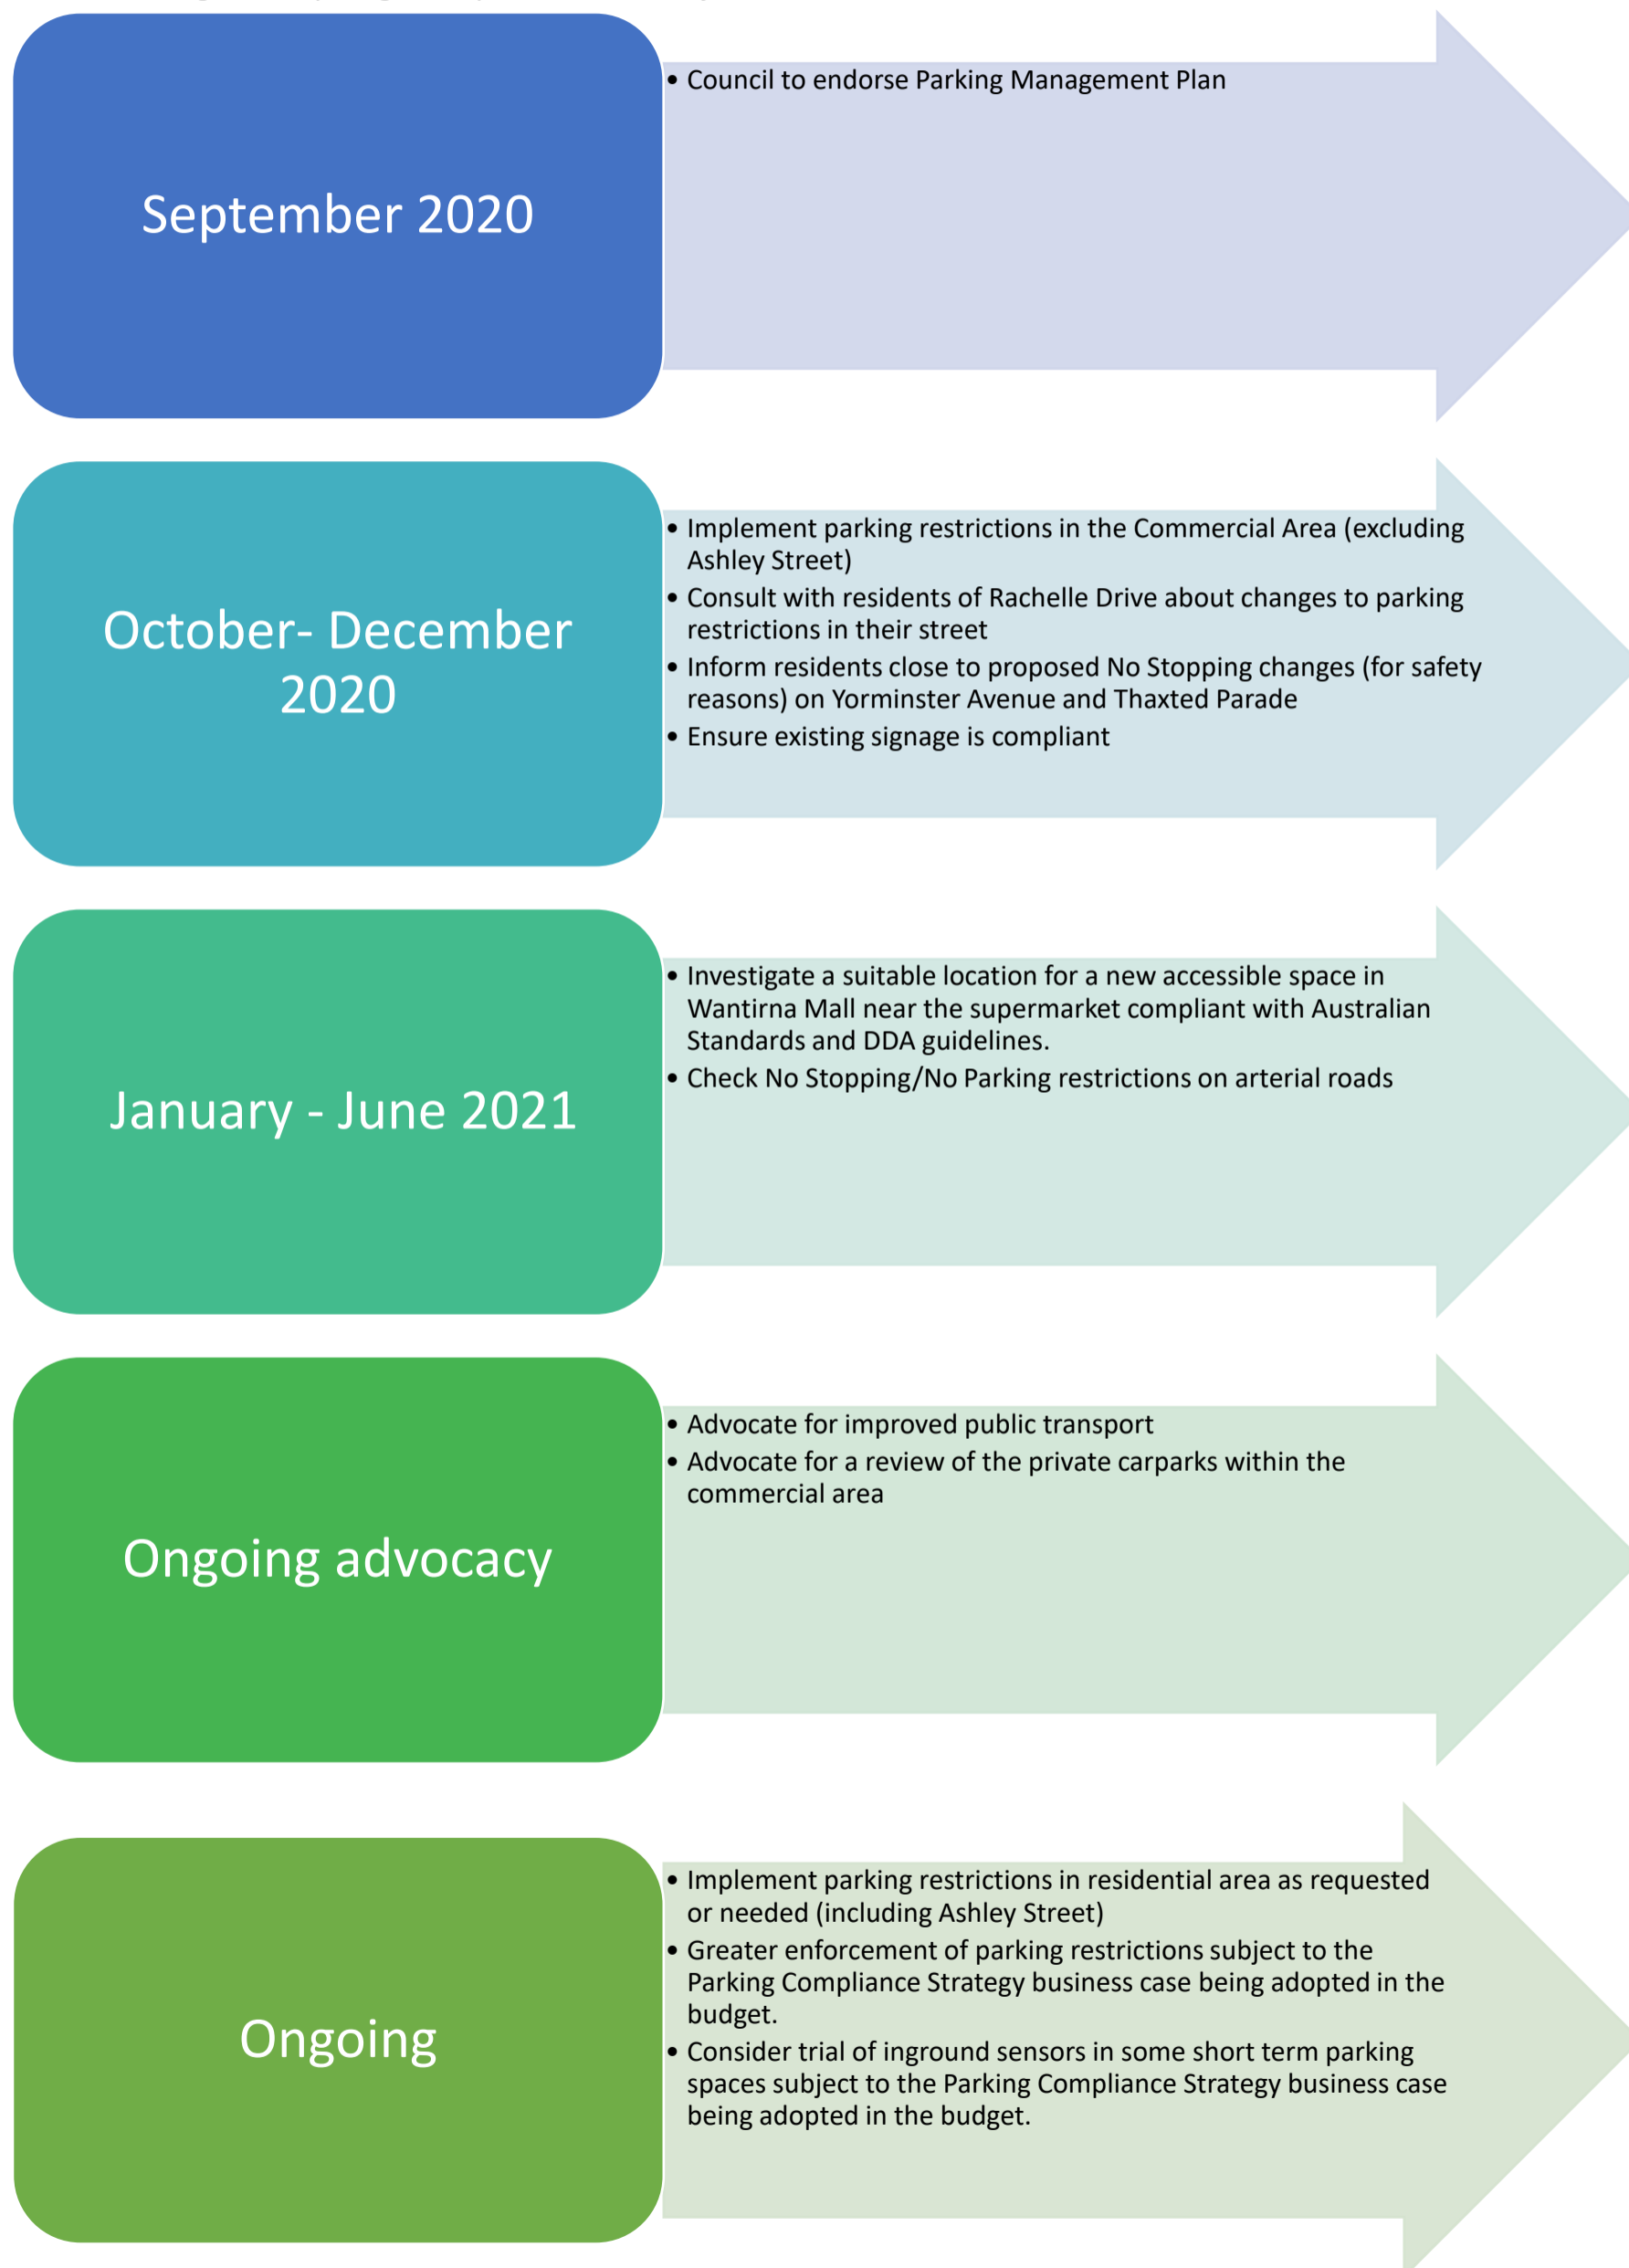 September 2020
• Council to endorse Parking Management Plan
October- December
2020
• Implement parking restrictions in the Commercial Area (excluding
Ashley Street)
• Consult with residents of Rachelle Drive about changes to parking
restrictions in their street
• Inform residents close to proposed No Stopping changes (for safety
reasons) on Yorminster Avenue and Thaxted Parade
• Ensure existing signage is compliant
January - June 2021
• Investigate a suitable location for a new accessible space in
Wantirna Mall near the supermarket compliant with Australian
Standards and DDA guidelines.
• Check No Stopping/No Parking restrictions on arterial roads
Ongoing advocacy
• Advocate for improved public transport
• Advocate for a review of the private carparks within the
commercial area
Ongoing
• Implement parking restrictions in residential area as requested
or needed (including Ashley Street)
• Greater enforcement of parking restrictions subject to the
Parking Compliance Strategy business case being adopted in the
budget.
• Consider trial of inground sensors in some short term parking
spaces subject to the Parking Compliance Strategy business case
being adopted in the budget.